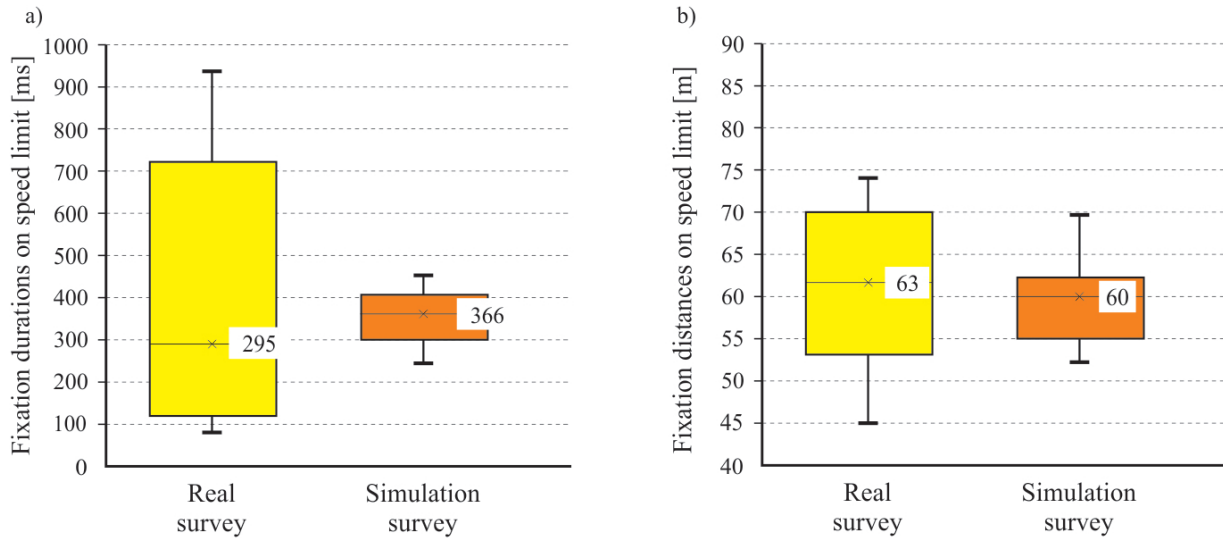 a)
Fixation durations on speed limit [ms]
1000
900
800
700
600
500
400
300
200
100
0
295
366
Real
survey
Simulation
survey
b)
Fixation distances on speed limit [m]
90
85
80
75
70
65
60
55
50
45
40
63
60
Real
survey
Simulation
survey